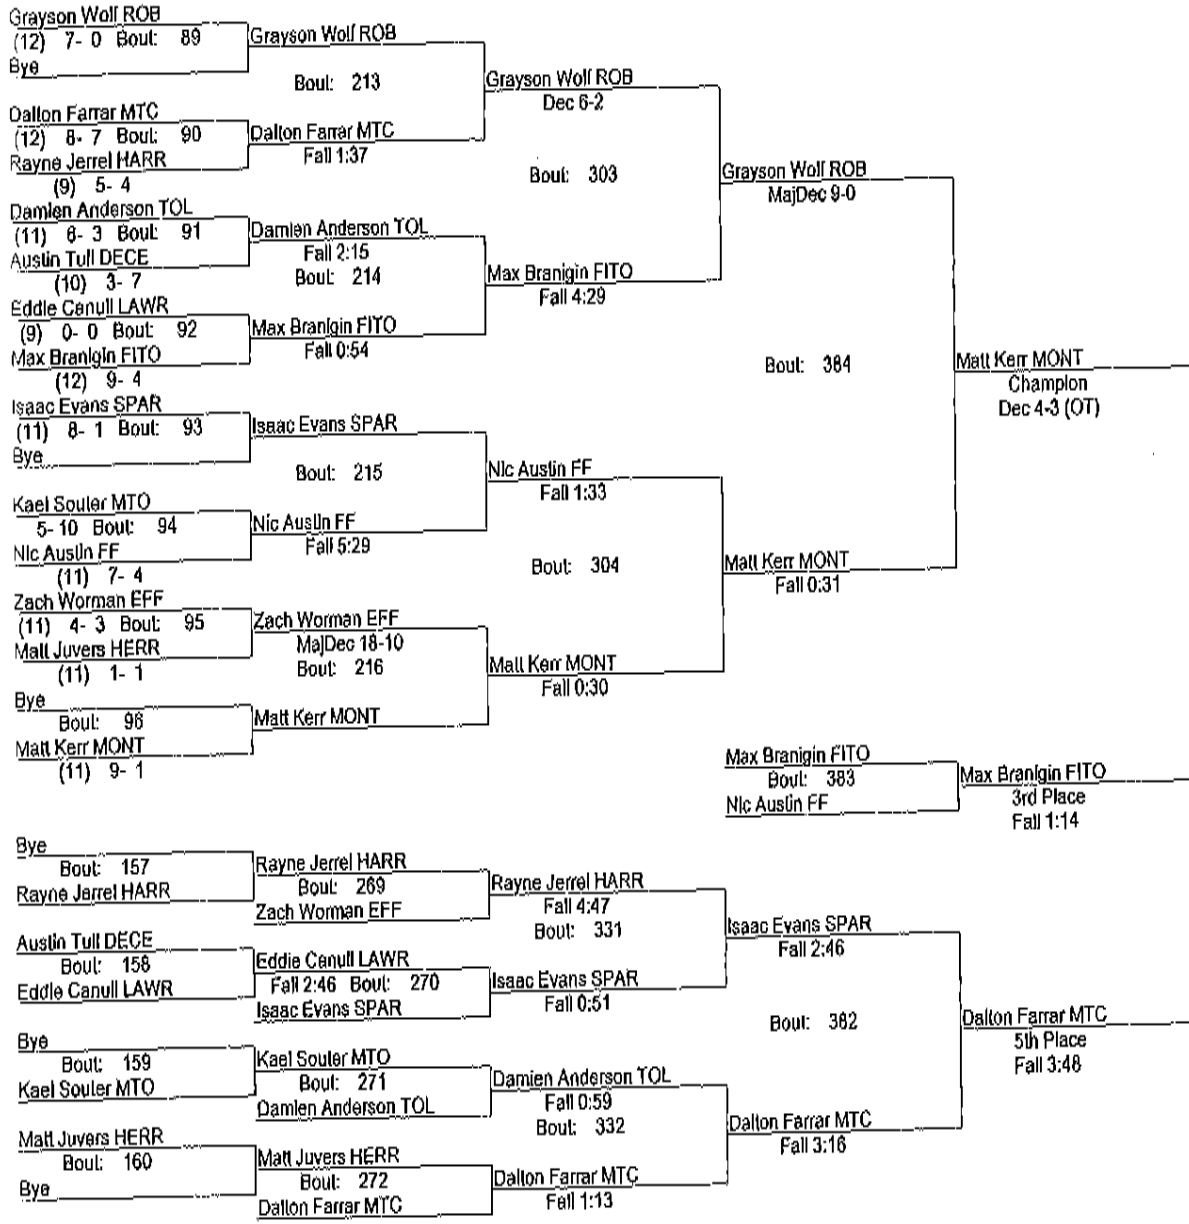 Grayson Wolf ROB
(12) 7- 0 Bout: 89
Bye
Grayson Wolf ROB
Bout: 213
Dalton Farrar MTC
(12) 8- 7 Bout: 90
Rayne Jerrel HARR
(9) 5- 4
Dalton Farrar MTC
Fall 1:37
Grayson Wolf ROB
Dec 6-2
Bout: 303
Damien Anderson TOL
(11) 6- 3 Bout: 91
Austin Tull DECE
(10) 3- 7
Damien Anderson TOL
Fall 2:15
Bout: 214
Eddie Canull LAWR
(9) 0- 0 Bout: 92
Max Branigin FITO
(12) 9- 4
Max Branigin FITO
Fall 0:54
Max Branigin FITO
Fall 4:29
Grayson Wolf ROB
MajDec 9-0
Bout: 384
Isaac Evans SPAR
(11) 8- 1 Bout: 93
Bye
Isaac Evans SPAR
Bout: 215
Kael Souler MTO
5- 10 Bout: 94
Nic Austin FF
(11) 7- 4
Nic Austin FF
Fall 5:29
Nic Austin FF
Fall 1:33
Bout: 304
Zach Worman EFF
(11) 4- 3 Bout: 95
Matt Juvers HERR
(11) 1- 1
Zach Worman EFF
MajDec 18-10
Bout: 216
Bye
Bout: 96
Matt Kerr MONT
(11) 9- 1
Matt Kerr MONT
Matt Kerr MONT
Fall 0:30
Matt Kerr MONT
Fall 0:31
Matt Kerr MONT
Champion
Dec 4-3 (OT)
Max Branigin FITO
Bout: 383
Nic Austin FF
Max Branigin FITO
3rd Place
Fall 1:14
Bye
Bout: 157
Rayne Jerrel HARR
Rayne Jerrel HARR
Bout: 269
Zach Worman EFF
Rayne Jerrel HARR
Fall 4:47
Bout: 331
Austin Tull DECE
Bout: 158
Eddie Canull LAWR
Eddie Canull LAWR
Fall 2:46 Bout: 270
Isaac Evans SPAR
Isaac Evans SPAR
Fall 0:51
Isaac Evans SPAR
Fall 2:46
Bout: 382
Bye
Bout: 159
Kael Souler MTO
Kael Souler MTO
Bout: 271
Damien Anderson TOL
Damien Anderson TOL
Fall 0:59
Bout: 332
Matt Juvers HERR
Bout: 160
Bye
Matt Juvers HERR
Bout: 272
Dalton Farrar MTC
Dalton Farrar MTC
Fall 1:13
Dalton Farrar MTC
Fall 3:16
Dalton Farrar MTC
5th Place
Fall 3:48